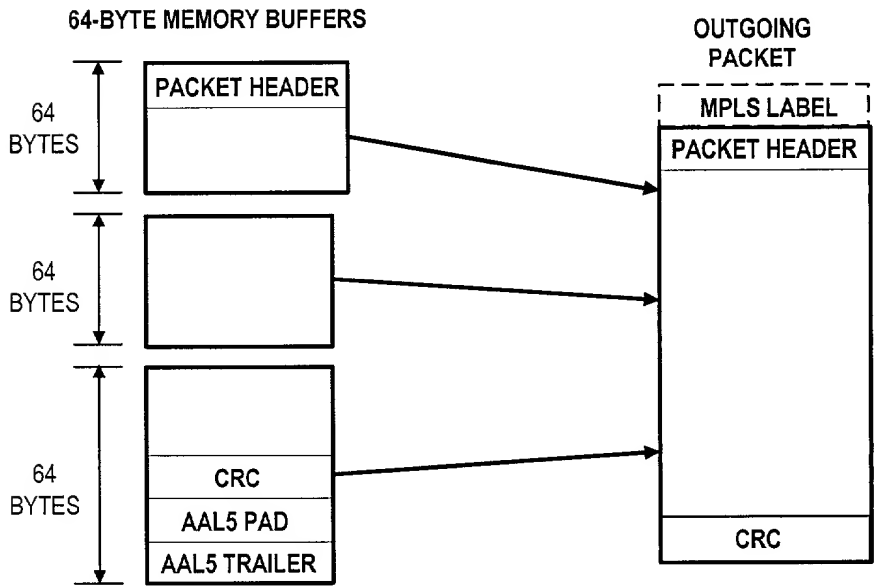 64-BYTE MEMORY BUFFERS
OUTGOING
PACKET
64
BYTES
PACKET HEADER
MPLS LABEL
PACKET HEADER
64
BYTES
64
BYTES
CRC
AAL5 PAD
AAL5 TRAILER
CRC